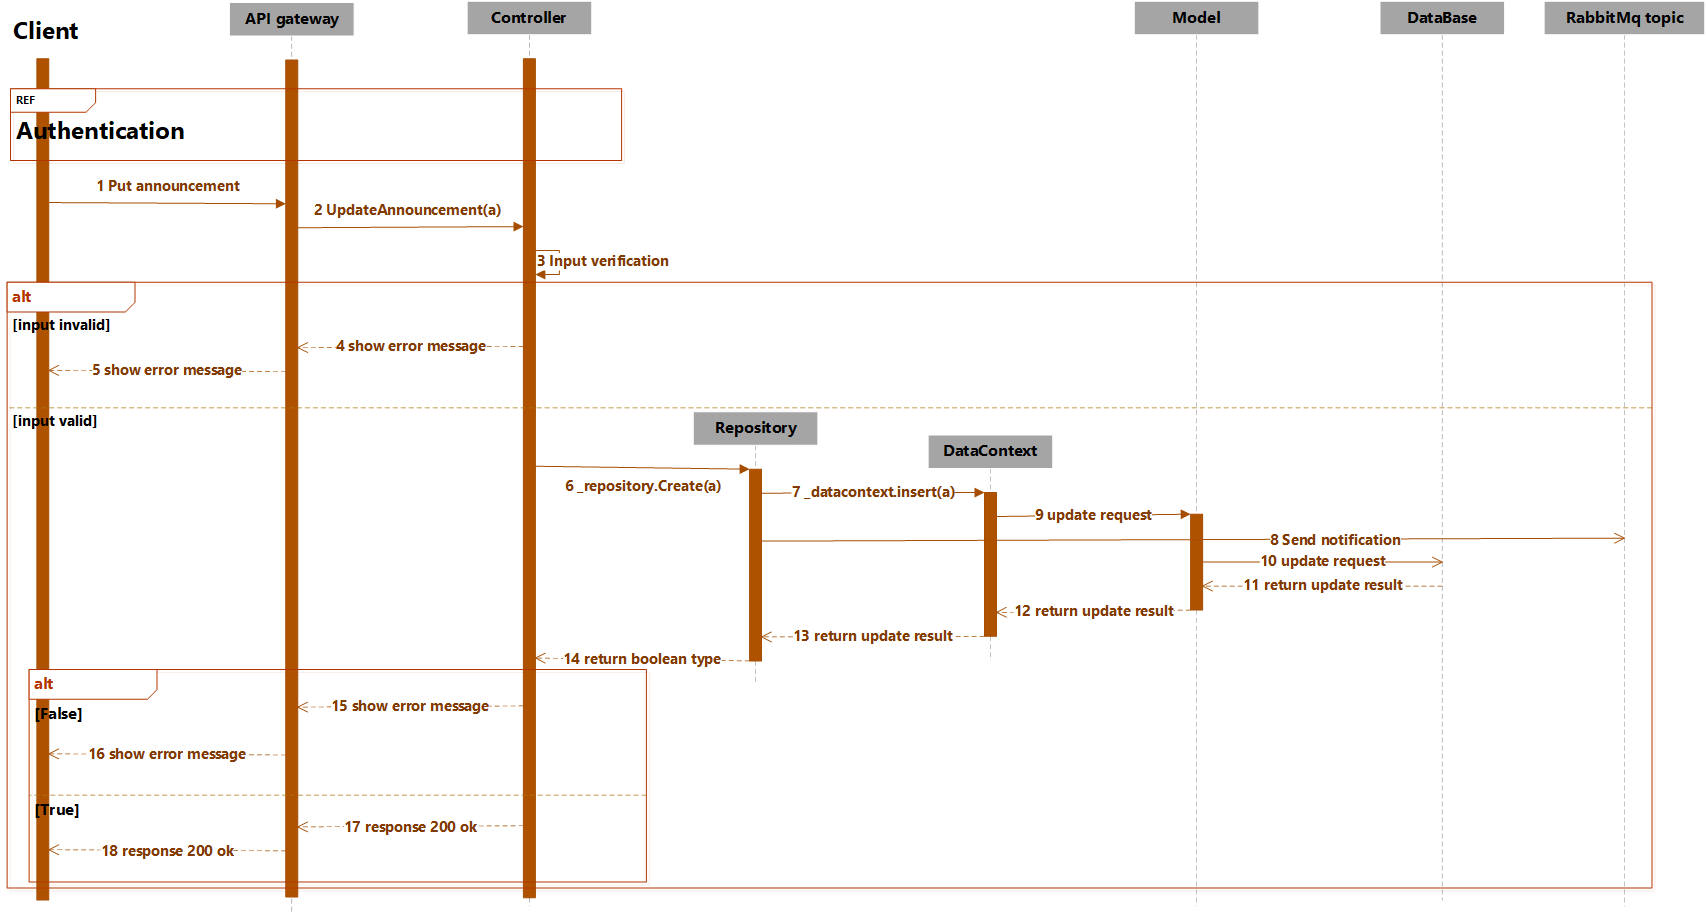 Client
API gateway
Controller
Model
DataBase
RabbitMq topic
REF
Authentication
1 Put announcement
2 UpdateAnnouncement(a)
3 Input verification
alt
[input invalid]
4 show error message
5 show error message
[input valid]
Repository
DataContext
6 _repository.Create(a)
7 _datacontext.insert(a)
9 update request
8 Send notification
10 update request
11 return update result
12 return update result
13 return update result
14 return boolean type
alt
[False]
15 show error message
16 show error message
[True]
17 response 200 ok
18 response 200 ok